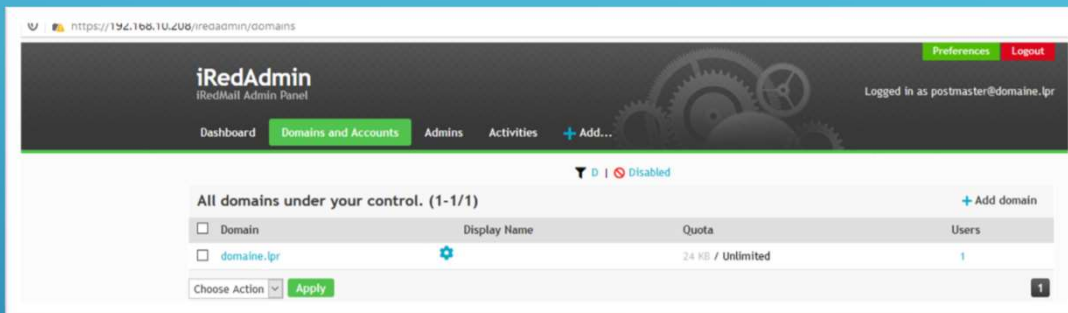 https://192.168.10.208/iredadmin/domains
Preferences Logout
iRedAdmin
iRedMail Admin Panel
Logged in as postmaster@domaine.lpr
Dashboard Domains and Accounts Admins Activities + Add...
D | Disabled
All domains under your control. (1-1/1) + Add domain
Domain Display Name Quota Users
domaine.lpr 24 KB / Unlimited 1
Choose Action Apply 1